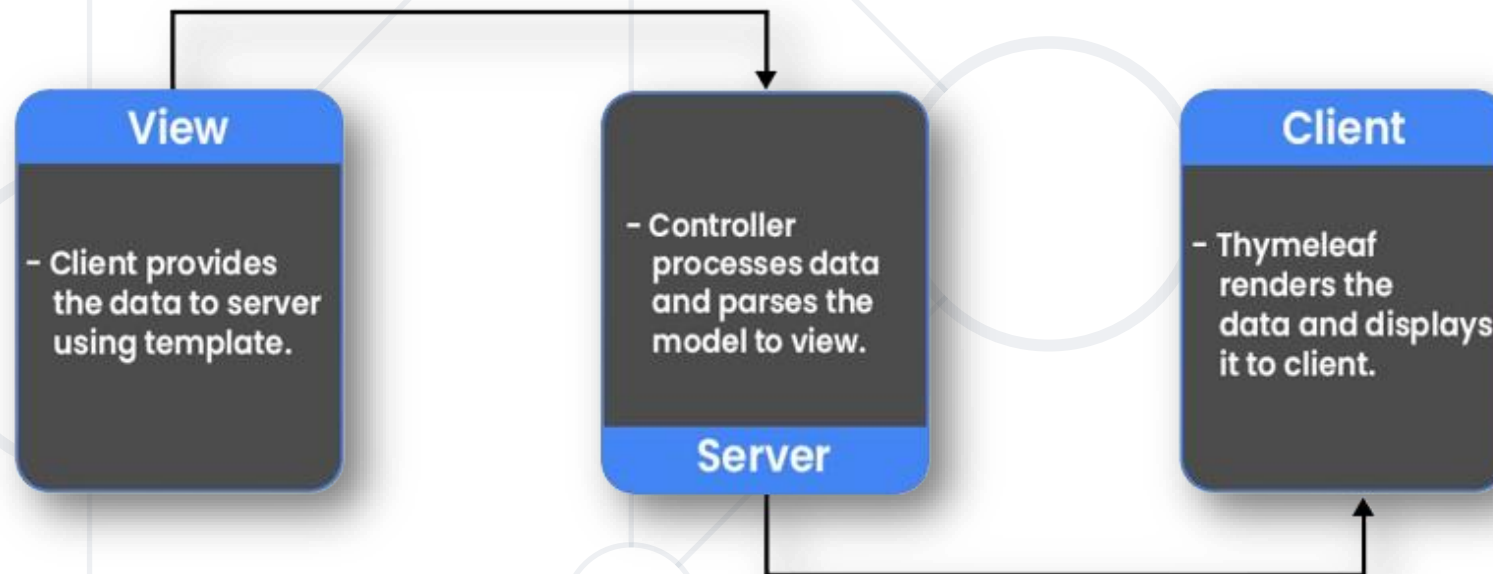 View
- Client provides
the data to server
using template.
- Controller
processes data
and parses the
model to view.
Server
Client
- Thymeleaf
renders the
data and displays
it to client.